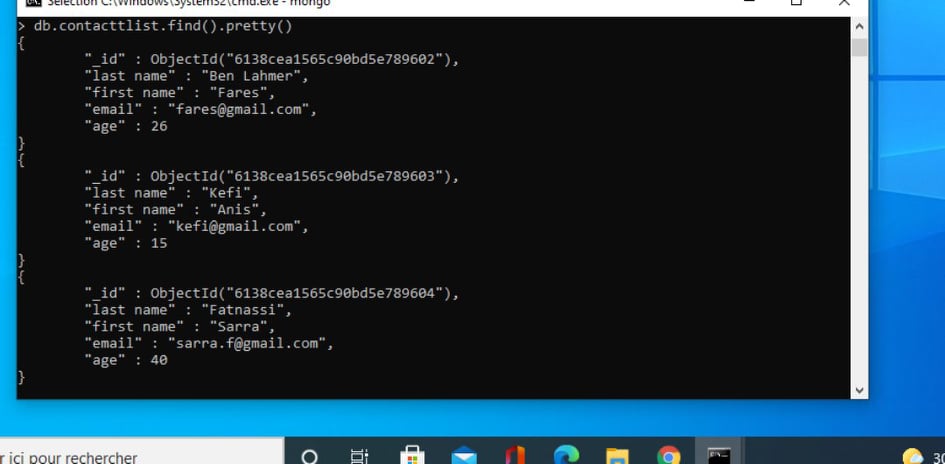 Selection C:\Windows\System32\cmd.exe - mongo
> db.contacttlist.find().pretty()
{
"_id" : ObjectId("6138cea1565c90bd5e789602"),
"last name" : "Ben Lahmer",
"first name" : "Fares",
"email" : "fares@gmail.com",
"age" : 26
}
{
"_id" : ObjectId("6138cea1565c90bd5e789603"),
"last name" : "Kefi",
"first name" : "Anis",
"email" : "kefi@gmail.com",
"age" : 15
}
{
"_id" : ObjectId("6138cea1565c90bd5e789604"),
"last name" : "Fatnassi",
"first name" : "Sarra",
"email" : "sarra.f@gmail.com",
"age" : 40
}
r ici pour rechercher
30